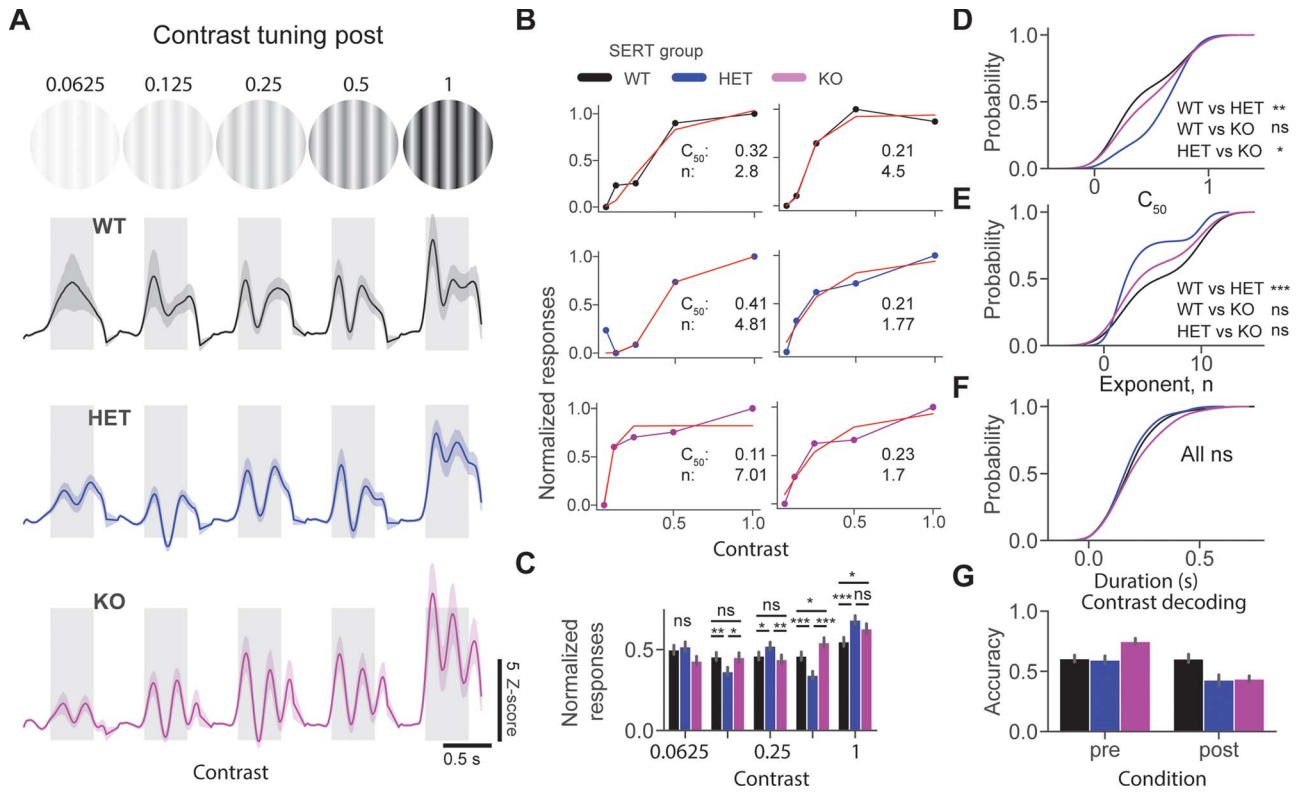 A
Contrast tuning post
0.0625 0.125 0.25 0.5 1
WT
HET
KO
5 Z-score
0.5 s
Contrast
B
SERT group
WT HET KO
Normalized responses
1.0
0.5
0.0
C50: 0.32
n: 2.8
0.21
4.5
1.0
0.5
0.0
C50: 0.41
n: 4.81
0.21
1.77
1.0
0.5
0.0
C50: 0.11
n: 7.01
0.23
1.7
0.5 1.0 0.5 1.0
Contrast
C
Normalized
responses
0.5
0.0
ns
ns
** *
ns
* **
*
*** ***
*
*** ns
0.0625 0.25 1
Contrast
D
Probability
1.0
0.5
0.0
WT vs HET **
WT vs KO ns
HET vs KO *
0 1
C50
E
Probability
1.0
0.5
0.0
WT vs HET ***
WT vs KO ns
HET vs KO ns
0 10
Exponent, n
F
Probability
1.0
0.5
0.0
All ns
0.0 0.5
Duration (s)
G
Contrast decoding
Accuracy
1.0
0.5
0.0
pre post
Condition